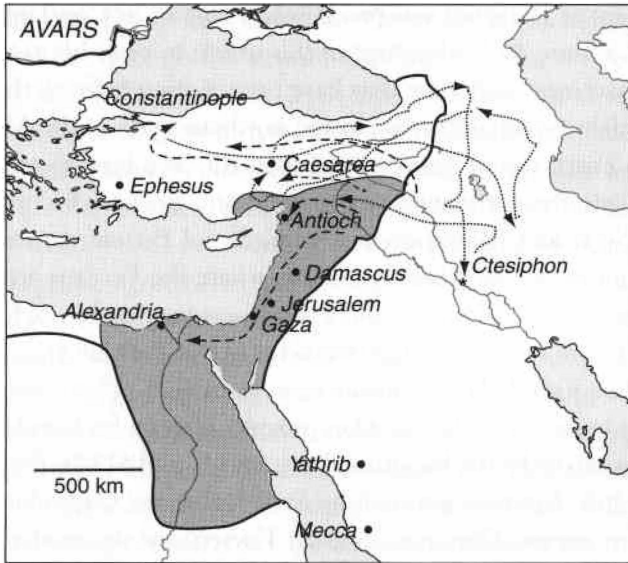 AVARS
Constantinople
Caesarea
Ephesus
Antioch
Ctesiphon
Damascus
Jerusalem
Alexandria
Gaza
Yathrib
500 km
Mecca